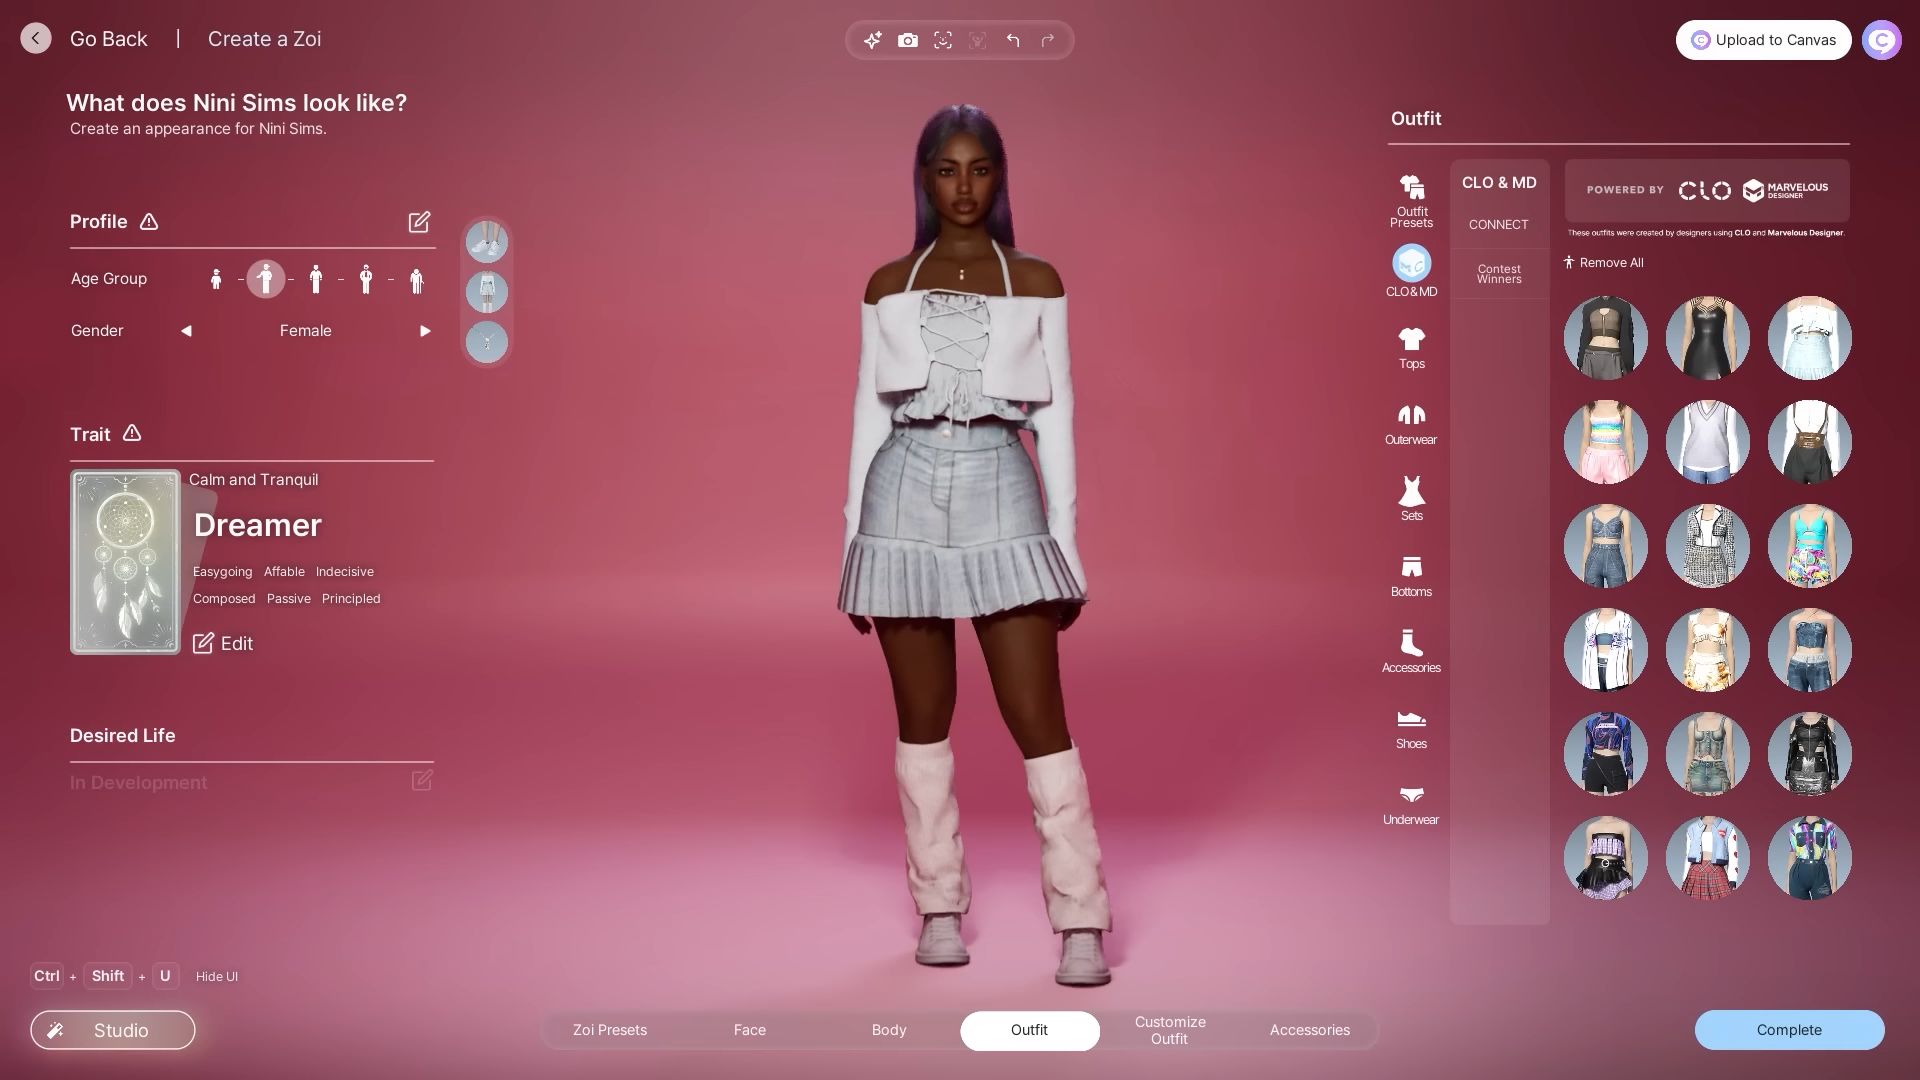 Go Back | Create a Zoi
Upload to Canvas
What does Nini Sims look like?
Create an appearance for Nini Sims.
Profile
Age Group
Gender
Female
Trait
Calm and Tranquil
Dreamer
Easygoing Affable Indecisive
Composed Passive Principled
Edit
Desired Life
In Development
Ctrl + Shift + U Hide UI
Studio
Outfit
Outfit
Presets
CLO & MD
Tops
Outerwear
Sets
Bottoms
Accessories
Shoes
Underwear
CLO & MD
CONNECT
Contest
Winners
POWERED BY CLO MARVELOUS
DESIGNER
These outfits were created by designers using CLO and Marvelous Designer.
Remove All
Zoi Presets
Face
Body
Outfit
Customize
Outfit
Accessories
Complete